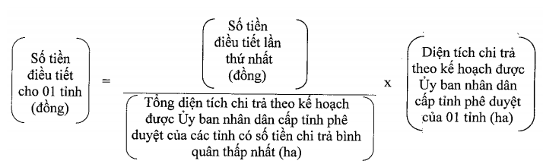 Số tiền
điều tiết
cho 01 tỉnh
(đồng)
=
Số tiền
điều tiết lần
thứ nhất
(đồng)
Tổng diện tích chi trả theo kế hoạch
được Ủy ban nhân dân cấp tỉnh phê
duyệt của các tỉnh có số tiền chi trả bình
quân thấp nhất (ha)
x
Diện tích chi trả
theo kế hoạch được
Ủy ban nhân dân
cấp tỉnh phê duyệt
của 01 tỉnh (ha)